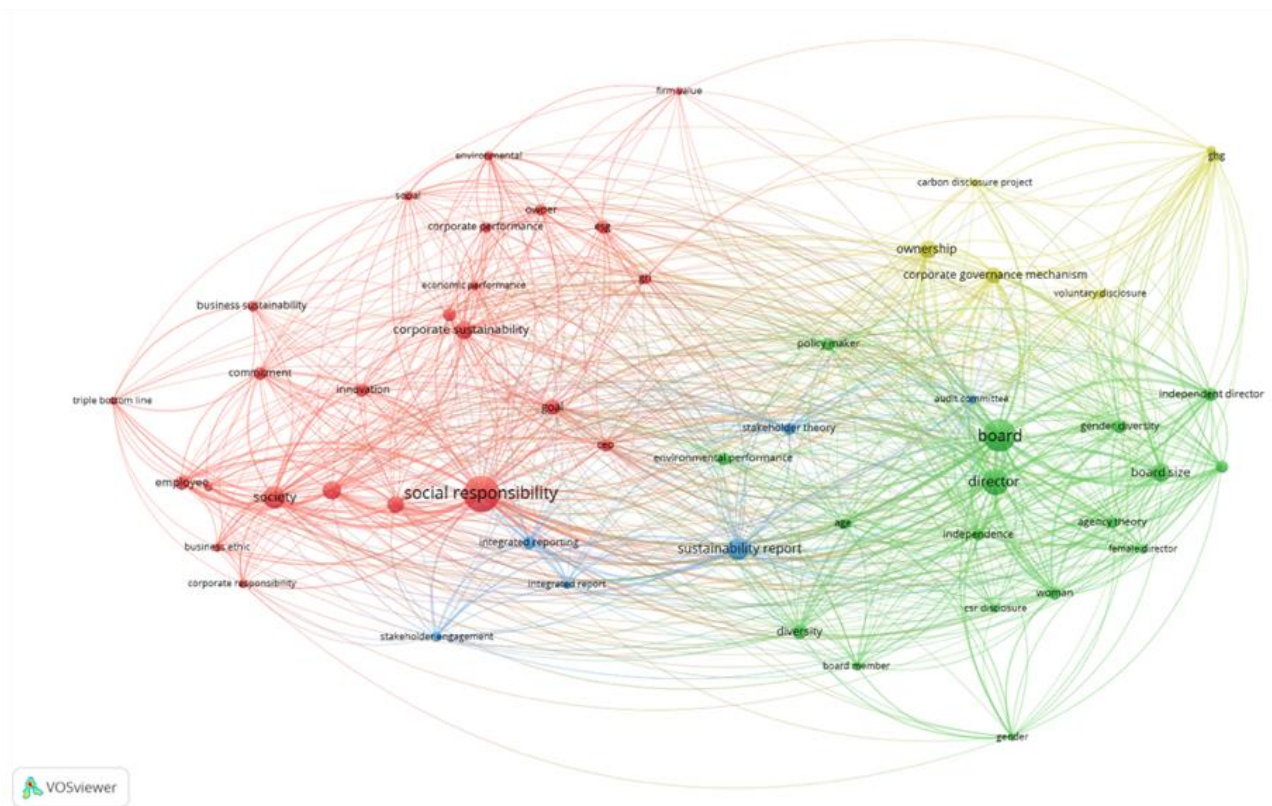 firm value
environmental
ghg
carbon disclosure project
social
owner
corporate performance
esg
ownership
corporate governance mechanism
gri
economic performance
voluntary disclosure
business sustainability
corporate sustainability
policy maker
commitment
innovation
independent director
triple bottom line
audit committee
goal
gender diversity
stakeholder theory
board
ceo
environmental performance
board size
employee
director
society
social responsibility
age
agency theory
independence
integrated reporting
sustainability report
business ethic
female director
corporate responsibility
integrated report
woman
csr disclosure
stakeholder engagement
diversity
board member
gender
VOSviewer